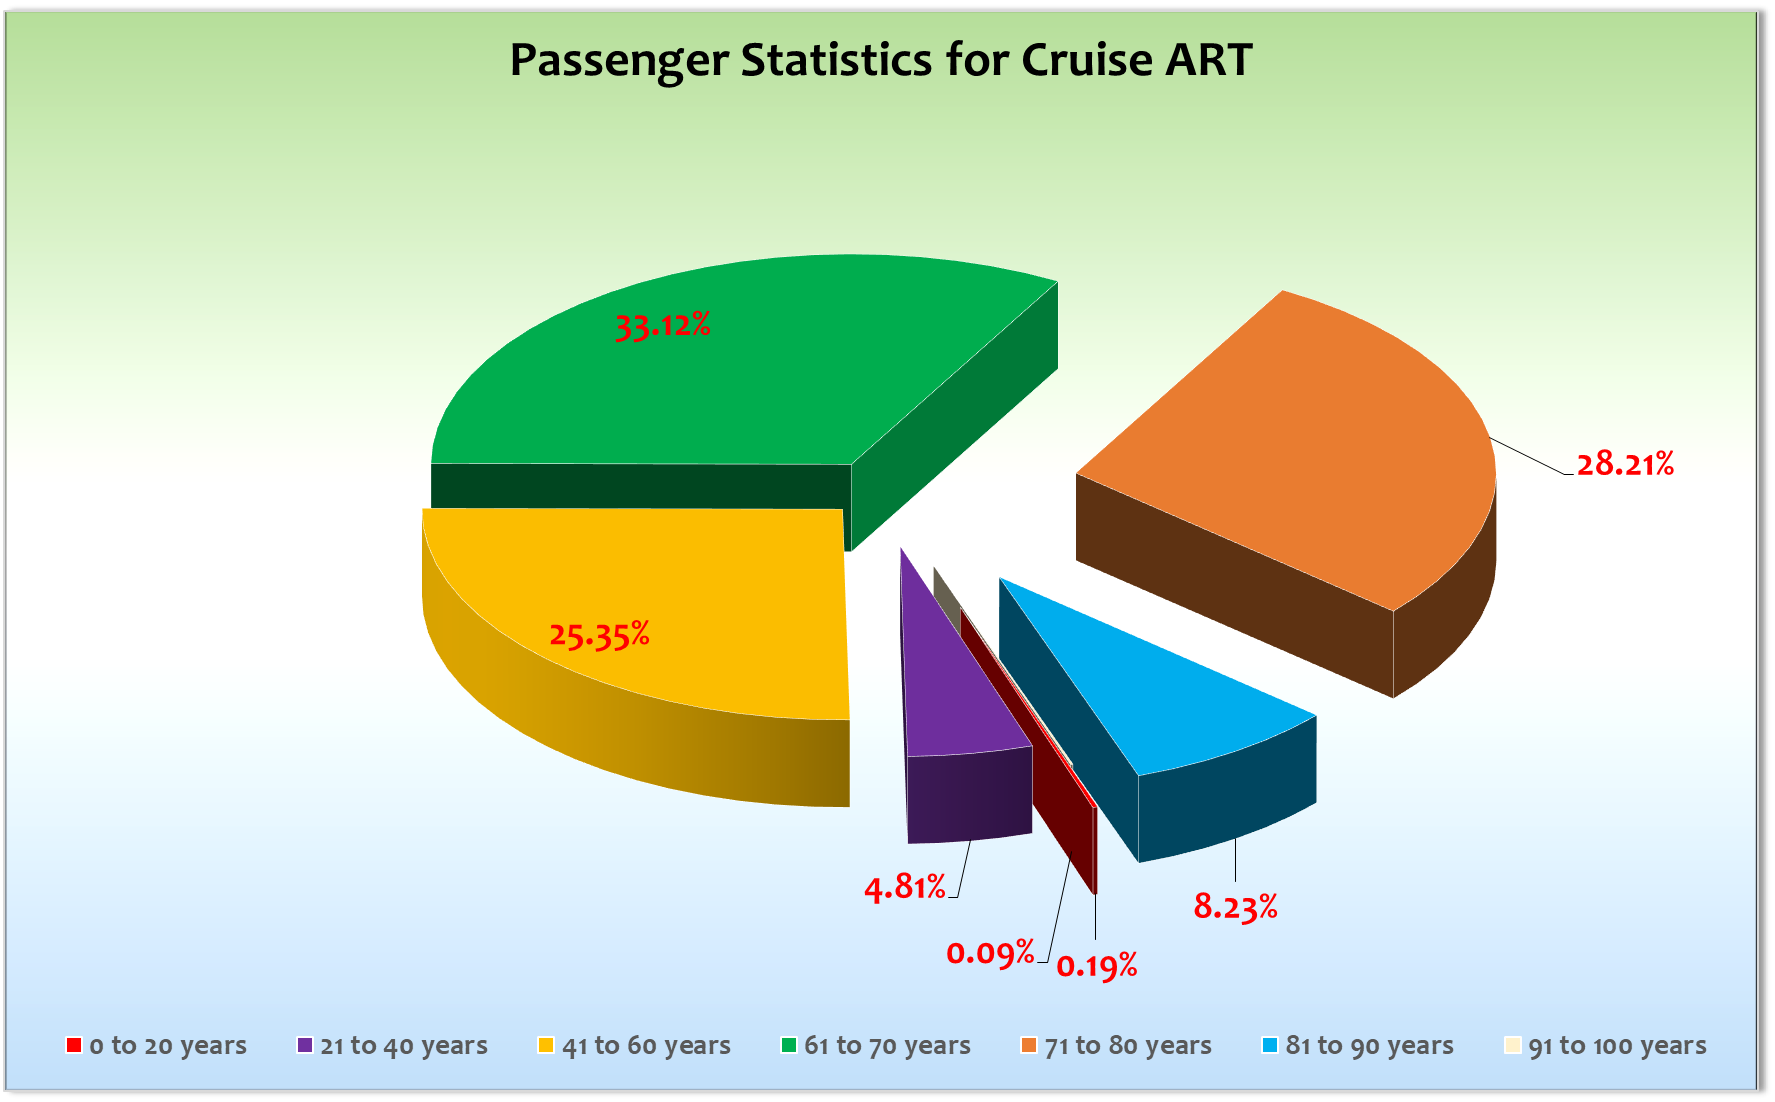 Passenger Statistics for Cruise ART
33.12%
28.21%
25.35%
4.81%
8.23%
0.09%
0.19%
0 to 20 years
21 to 40 years
41 to 60 years
61 to 70 years
71 to 80 years
81 to 90 years
91 to 100 years